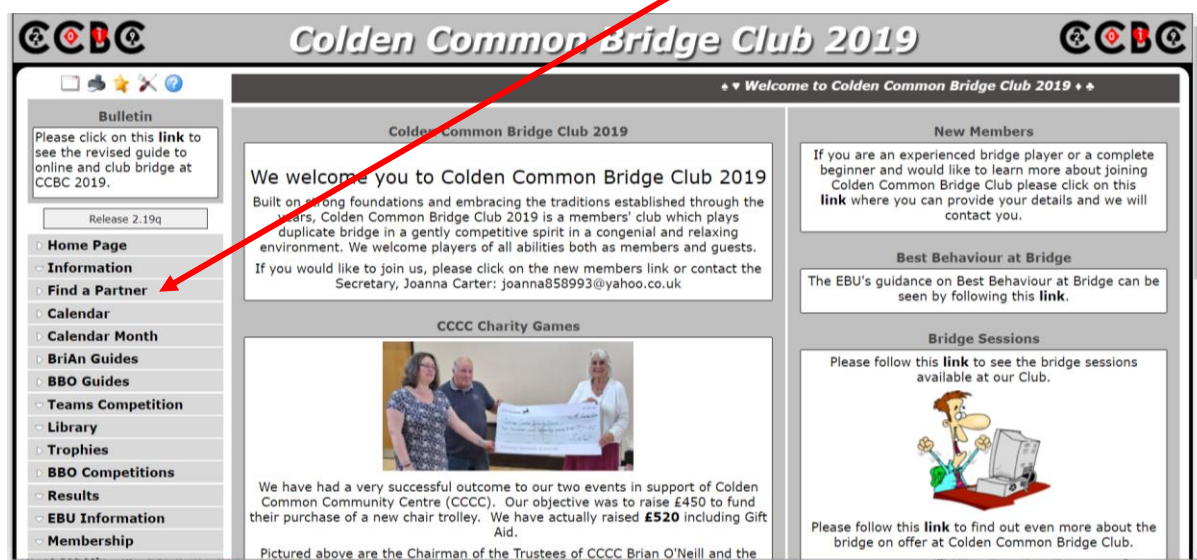 CCBC
Colden Common Bridge Club 2019
CCBC
♠ ♥ Welcome to Colden Common Bridge Club 2019 ♦ ♣
Bulletin
Please click on this link to
see the revised guide to
online and club bridge at
CCBC 2019.
Release 2.19q
Home Page
Information
Find a Partner
Calendar
Calendar Month
BriAn Guides
BBO Guides
Teams Competition
Library
Trophies
BBO Competitions
Results
EBU Information
Membership
Colden Common Bridge Club 2019
We welcome you to Colden Common Bridge Club 2019
Built on strong foundations and embracing the traditions established through the
years, Colden Common Bridge Club 2019 is a members' club which plays
duplicate bridge in a gently competitive spirit in a congenial and relaxing
environment. We welcome players of all abilities both as members and guests.
If you would like to join us, please click on the new members link or contact the
Secretary, Joanna Carter: joanna858993@yahoo.co.uk
CCCC Charity Games
We have had a very successful outcome to our two events in support of Colden
Common Community Centre (CCCC). Our objective was to raise £450 to fund
their purchase of a new chair trolley. We have actually raised £520 including Gift
Aid.
Pictured above are the Chairman of the Trustees of CCCC Brian O'Neill and the
New Members
If you are an experienced bridge player or a complete
beginner and would like to learn more about joining
Colden Common Bridge Club please click on this
link where you can provide your details and we will
contact you.
Best Behaviour at Bridge
The EBU's guidance on Best Behaviour at Bridge can be
seen by following this link.
Bridge Sessions
Please follow this link to see the bridge sessions
available at our Club.
Please follow this link to find out even more about the
bridge on offer at Colden Common Bridge Club.